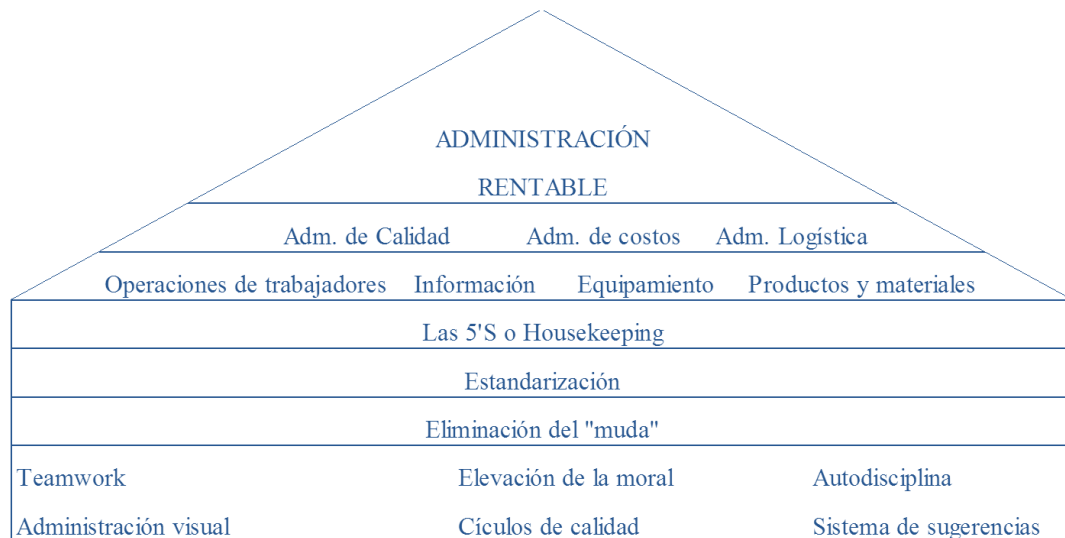 ADMINISTRACIÓN
RENTABLE
Adm. de Calidad Adm. de costos Adm. Logística
Operaciones de trabajadores Información Equipamiento Productos y materiales
Las 5'S o Housekeeping
Estandarización
Eliminación del "muda"
Teamwork Elevación de la moral Autodisciplina
Administración visual Cículos de calidad Sistema de sugerencias